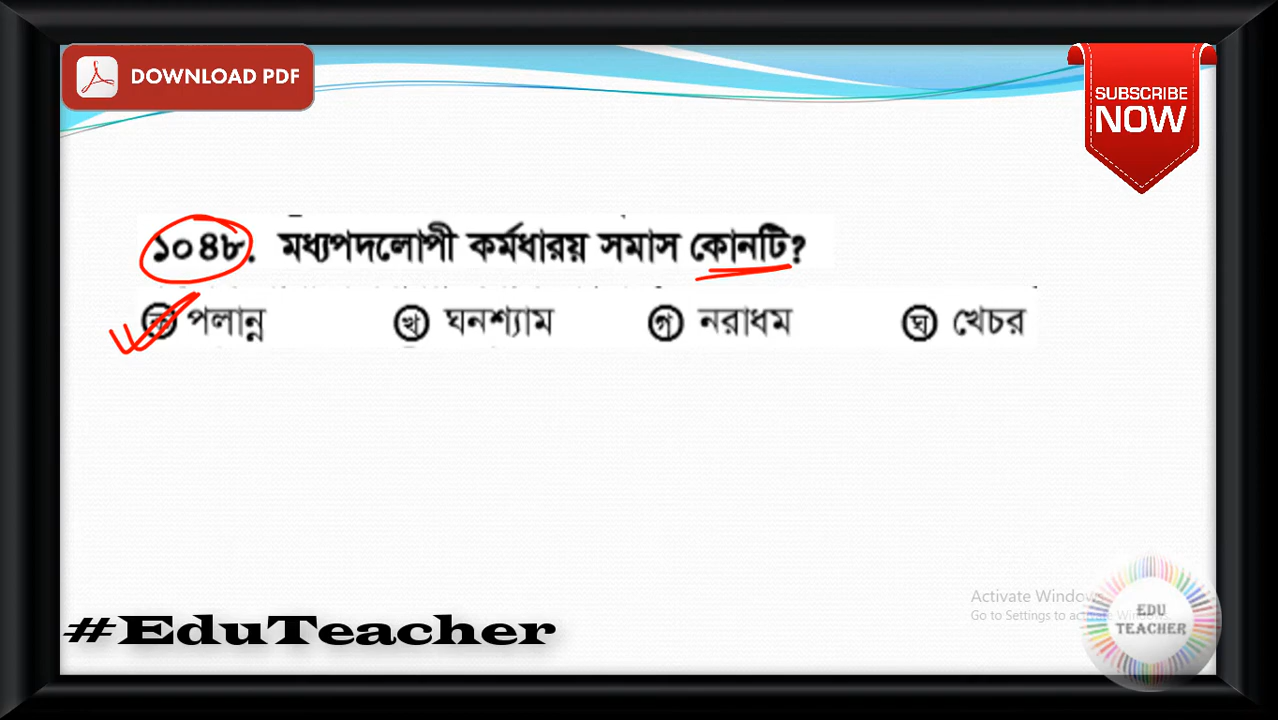 DOWNLOAD PDF
SUBSCRIBE
NOW
১০৪৮. মধ্যপদলোপী কর্মধারয় সমাস কোনটি?
ক পলান্ন খ ঘনশ্যাম গ নরাধম ঘ খেচর
Activate Windows
Go to Settings to activate Windows.
EDU
TEACHER
#EduTeacher